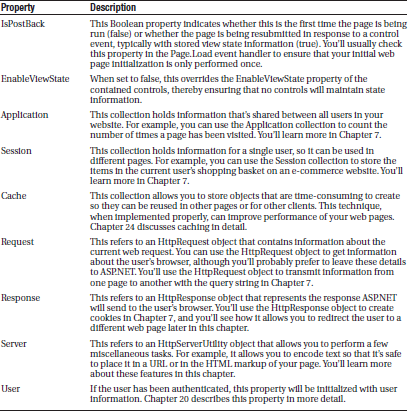 Property Description
IsPostBack This Boolean property indicates whether this is the first time the page is being
run (false) or whether the page is being resubmitted in response to a control
event, typically with stored view state information (true). You'll usually check
this property in the Page.Load event handler to ensure that your initial web
page initialization is only performed once.
EnableViewState When set to false, this overrides the EnableViewState property of the
contained controls, thereby ensuring that no controls will maintain state
information.
Application This collection holds information that's shared between all users in your
website. For example, you can use the Application collection to count the
number of times a page has been visited. You'll learn more in Chapter 7.
Session This collection holds information for a single user, so it can be used in
different pages. For example, you can use the Session collection to store the
items in the current user's shopping basket on an e-commerce website. You'll
learn more in Chapter 7.
Cache This collection allows you to store objects that are time-consuming to create
so they can be reused in other pages or for other clients. This technique,
when implemented properly, can improve performance of your web pages.
Chapter 24 discusses caching in detail.
Request This refers to an HttpRequest object that contains information about the
current web request. You can use the HttpRequest object to get information
about the user's browser, although you'll probably prefer to leave these details
to ASP.NET. You'll use the HttpRequest object to transmit information from
one page to another with the query string in Chapter 7.
Response This refers to an HttpResponse object that represents the response ASP.NET
will send to the user's browser. You'll use the HttpResponse object to create
cookies in Chapter 7, and you'll see how it allows you to redirect the user to a
different web page later in this chapter.
Server This refers to an HttpServerUtility object that allows you to perform a few
miscellaneous tasks. For example, it allows you to encode text so that it's safe
to place it in a URL or in the HTML markup of your page. You'll learn more
about these features in this chapter.
User If the user has been authenticated, this property will be initialized with user
information. Chapter 20 describes this property in more detail.